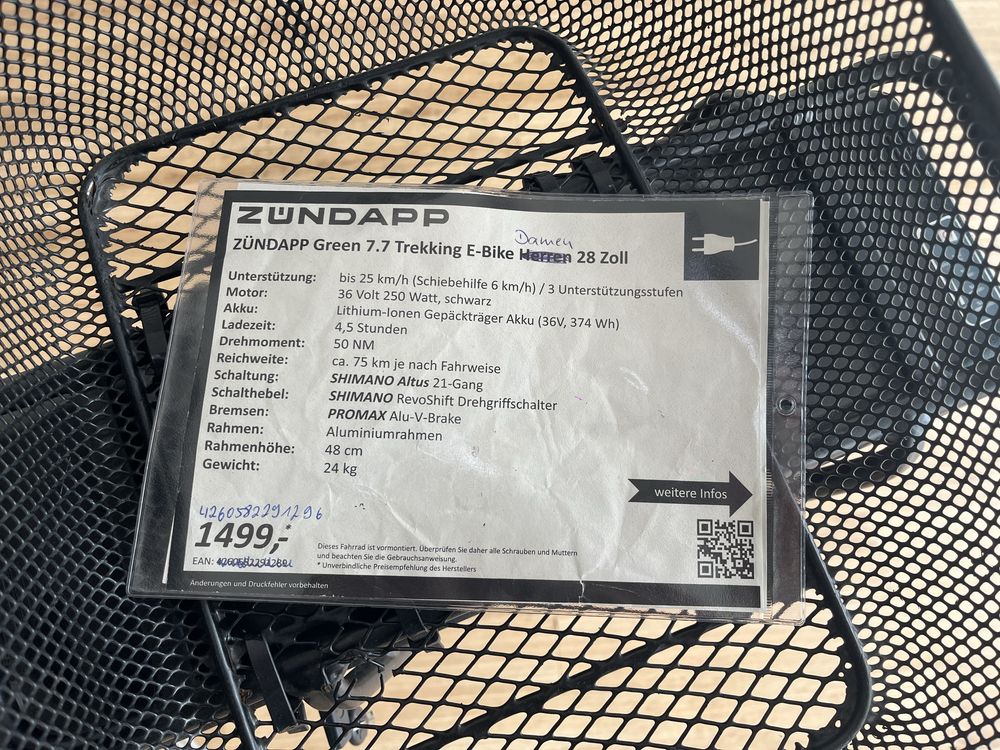 ZÜNDAPP
Damen
ZÜNDAPP Green 7.7 Trekking E-Bike Herren 28 Zoll
Unterstützung: bis 25 km/h (Schiebehilfe 6 km/h) / 3 Unterstützungsstufen
Motor: 36 Volt 250 Watt, schwarz
Akku: Lithium-Ionen Gepäckträger Akku (36V, 374 Wh)
Ladezeit: 4,5 Stunden
Drehmoment: 50 NM
Reichweite: ca. 75 km je nach Fahrweise
Schaltung: SHIMANO Altus 21-Gang
Schalthebel: SHIMANO RevoShift Drehgriffschalter
Bremsen: PROMAX Alu-V-Brake
Rahmen: Aluminiumrahmen
Rahmenhöhe: 48 cm
Gewicht: 24 kg
weitere Infos
4260582291296
1499,-*
EAN:
Dieses Fahrrad ist vormontiert. Überprüfen Sie daher alle Schrauben und Muttern
und beachten Sie die Gebrauchsanweisung.
* Unverbindliche Preisempfehlung des Herstellers
Änderungen und Druckfehler vorbehalten